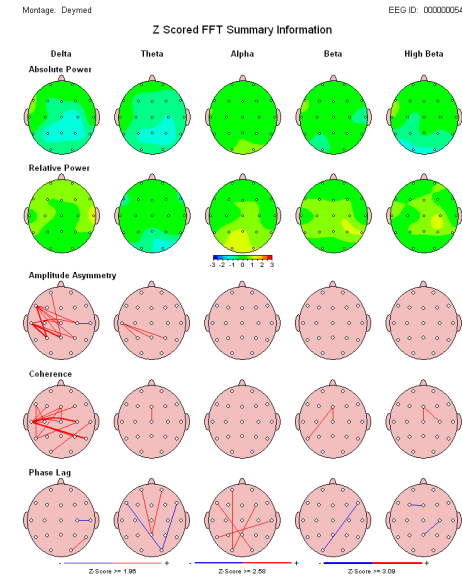 Montage: Deymed EEG ID: 000000054
Z Scored FFT Summary Information
Delta Theta Alpha Beta High Beta
Absolute Power
Relative Power
-3 -2 -1 0 1 2 3
Amplitude Asymmetry
Coherence
Phase Lag
- + - + - +
Z-Score >= 1.96 Z-Score >= 2.58 Z-Score >= 3.09